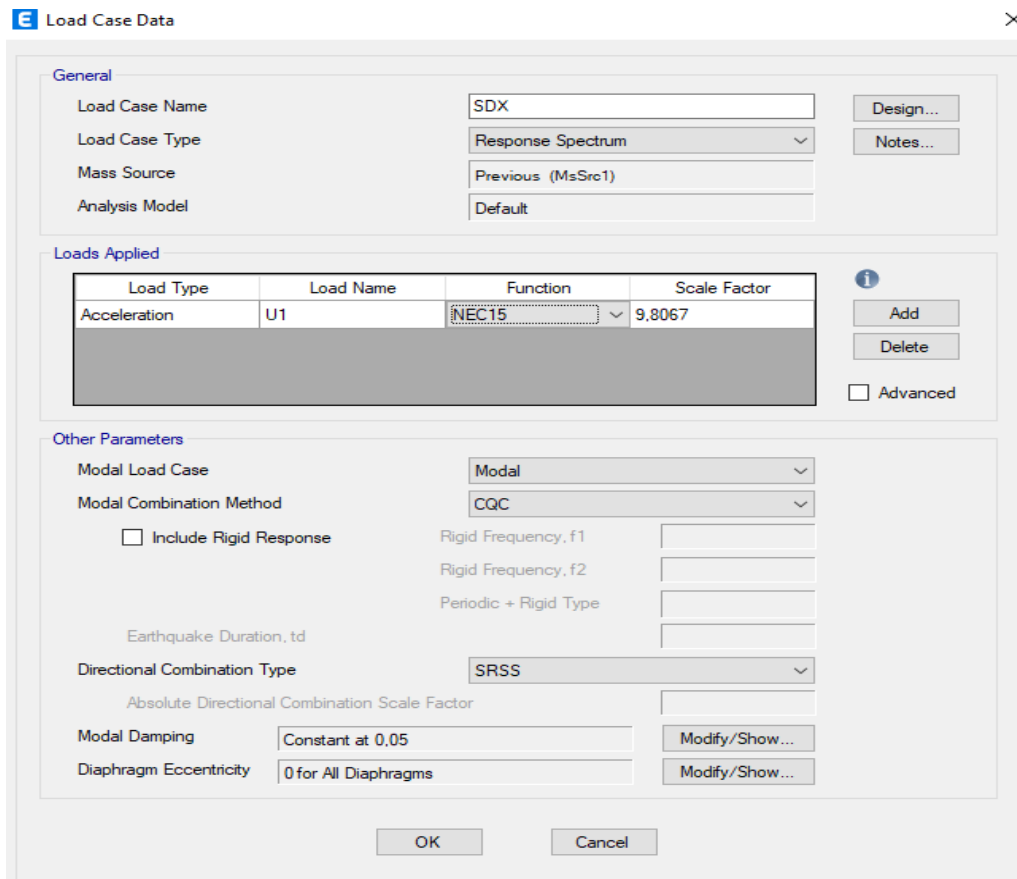 E Load Case Data
General
Load Case Name SDX Design...
Load Case Type Response Spectrum Notes...
Mass Source Previous (MsSrc1)
Analysis Model Default
Loads Applied
Load Type Load Name Function Scale Factor
Acceleration U1 NEC15 9,8067 Add
Delete
Advanced
Other Parameters
Modal Load Case Modal
Modal Combination Method CQC
Include Rigid Response Rigid Frequency, f1
Rigid Frequency, f2
Periodic + Rigid Type
Earthquake Duration, td
Directional Combination Type SRSS
Absolute Directional Combination Scale Factor
Modal Damping Constant at 0,05 Modify/Show...
Diaphragm Eccentricity 0 for All Diaphragms Modify/Show...
OK Cancel